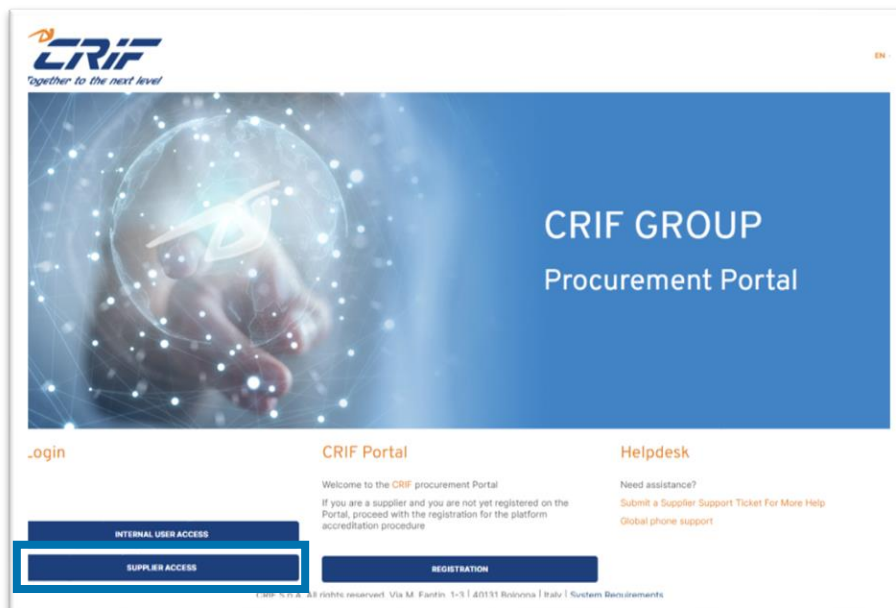 CRIF
Together to the next level
EN
CRIF GROUP
Procurement Portal
Login
INTERNAL USER ACCESS
SUPPLIER ACCESS
CRIF Portal
Welcome to the CRIF procurement Portal
If you are a supplier and you are not yet registered on the
Portal, proceed with the registration for the platform
accreditation procedure
REGISTRATION
Helpdesk
Need assistance?
Submit a Supplier Support Ticket For More Help
Global phone support
CRIF S.p.A. All rights reserved. Via M. Fantin, 1-3 | 40131 Bologna | Italy | System Requirements